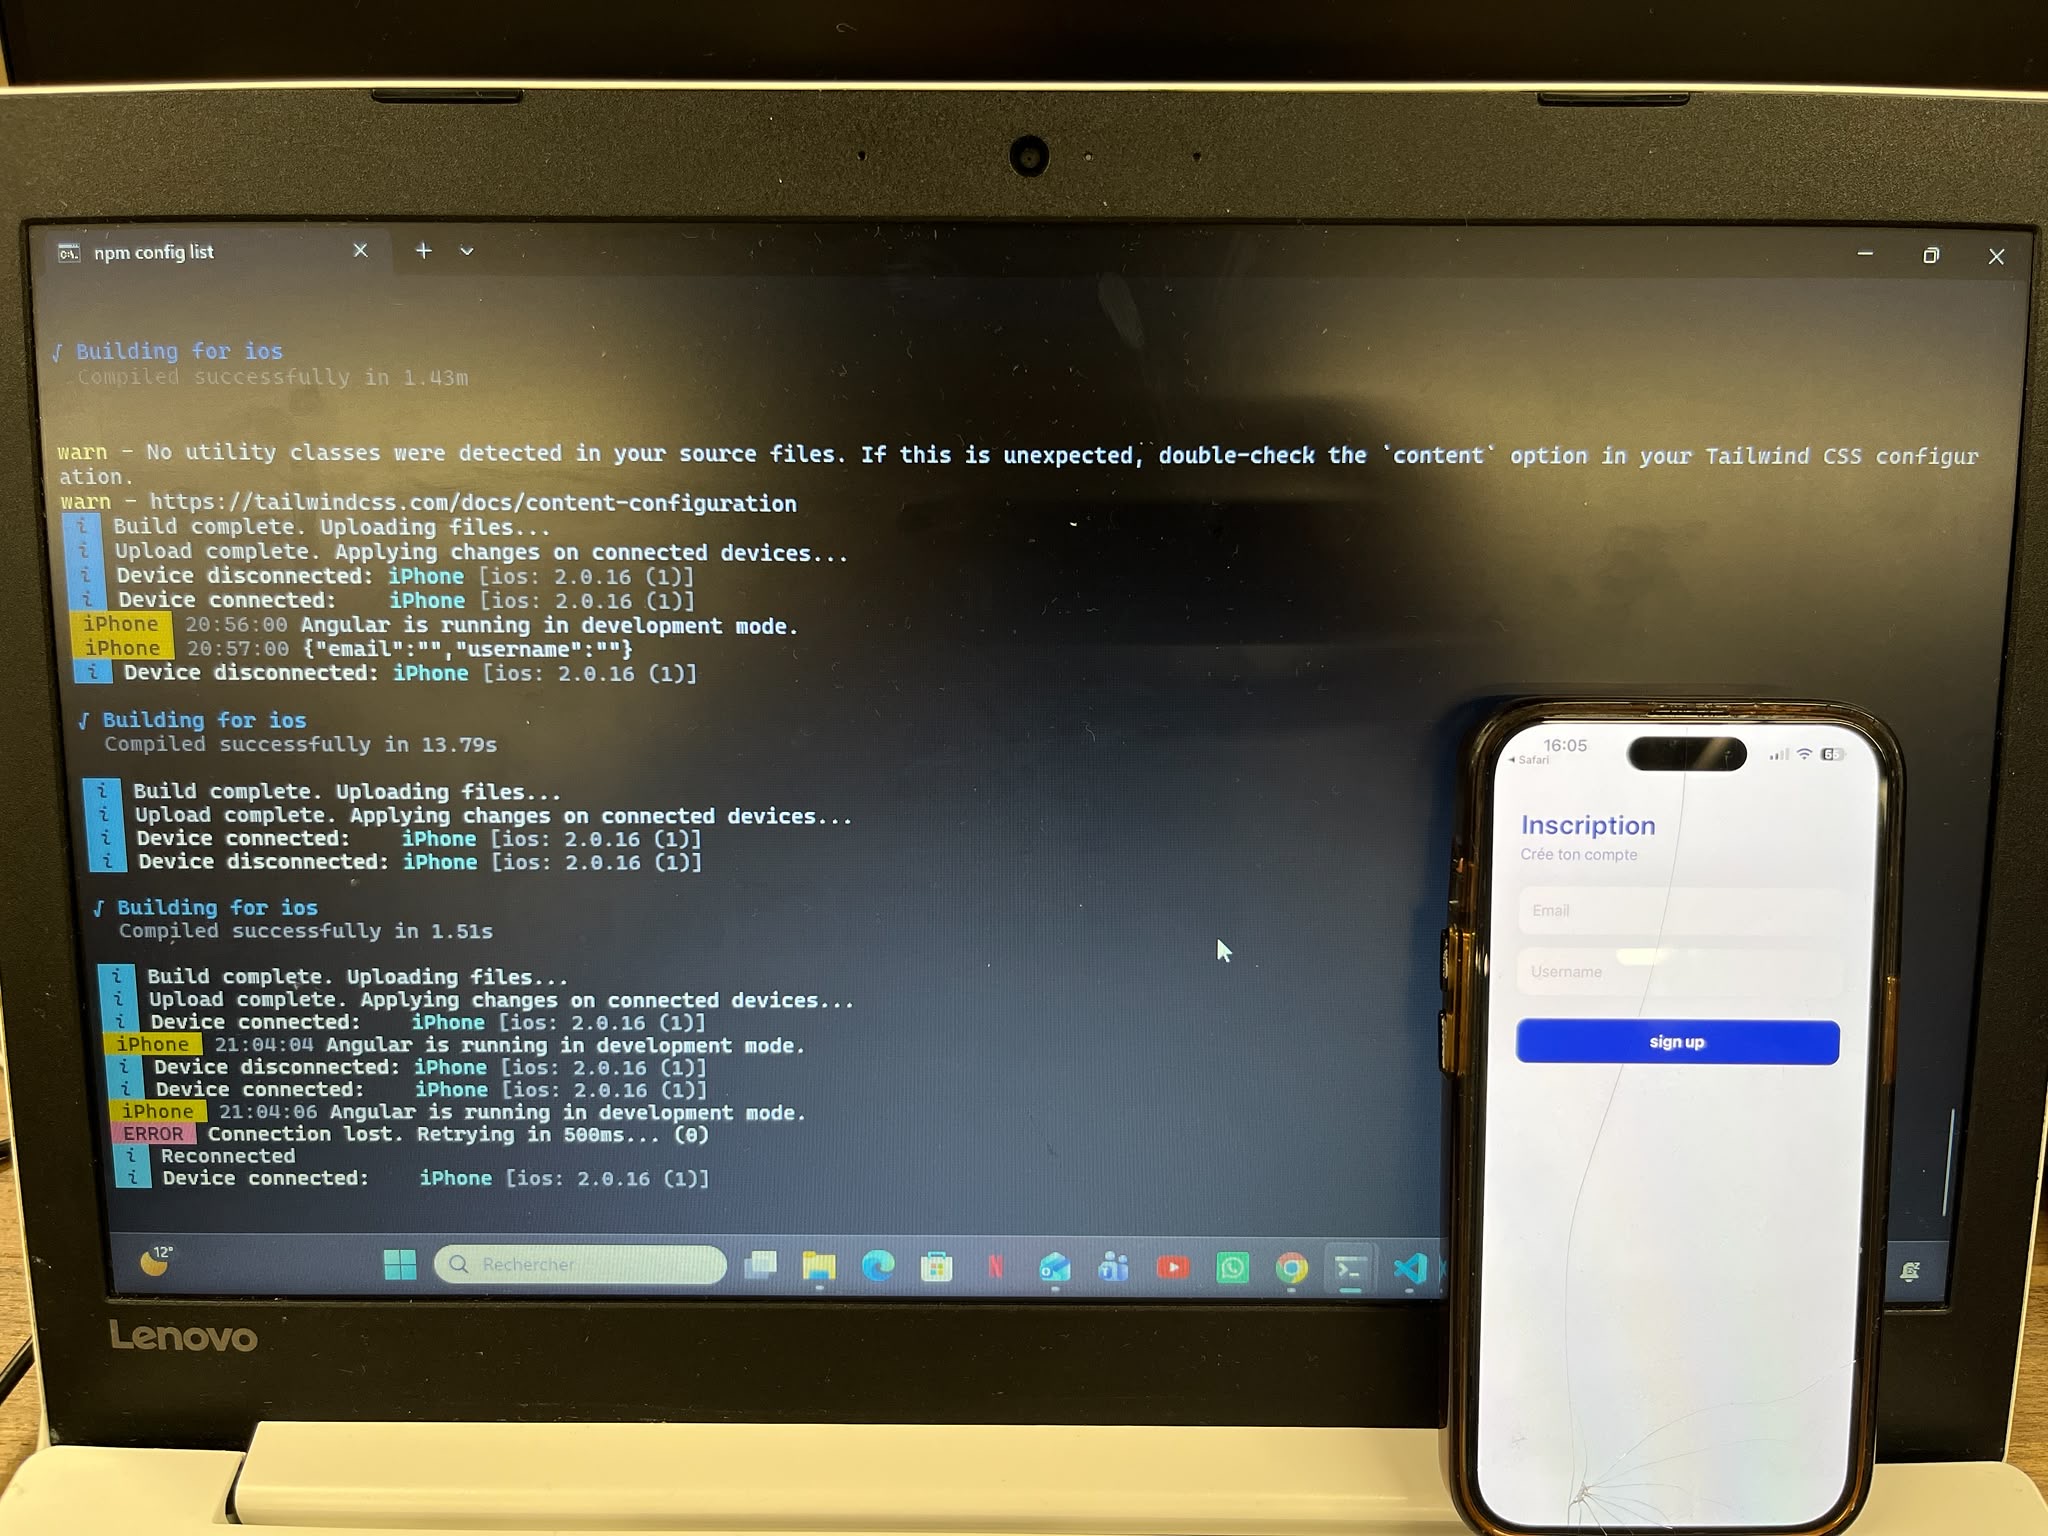 npm config list
√ Building for ios
Compiled successfully in 1.43m
warn - No utility classes were detected in your source files. If this is unexpected, double-check the `content` option in your Tailwind CSS configur
ation.
warn - https://tailwindcss.com/docs/content-configuration
i Build complete. Uploading files...
i Upload complete. Applying changes on connected devices...
i Device disconnected: iPhone [ios: 2.0.16 (1)]
i Device connected: iPhone [ios: 2.0.16 (1)]
iPhone 20:56:00 Angular is running in development mode.
iPhone 20:57:00 {"email":"","username":""}
i Device disconnected: iPhone [ios: 2.0.16 (1)]
√ Building for ios
Compiled successfully in 13.79s
i Build complete. Uploading files...
i Upload complete. Applying changes on connected devices...
i Device connected: iPhone [ios: 2.0.16 (1)]
i Device disconnected: iPhone [ios: 2.0.16 (1)]
√ Building for ios
Compiled successfully in 1.51s
i Build complete. Uploading files...
i Upload complete. Applying changes on connected devices...
i Device connected: iPhone [ios: 2.0.16 (1)]
iPhone 21:04:04 Angular is running in development mode.
i Device disconnected: iPhone [ios: 2.0.16 (1)]
i Device connected: iPhone [ios: 2.0.16 (1)]
iPhone 21:04:06 Angular is running in development mode.
ERROR Connection lost. Retrying in 500ms... (0)
i Reconnected
i Device connected: iPhone [ios: 2.0.16 (1)]
12°
Rechercher
Lenovo
16:05
Safari
Inscription
Crée ton compte
Email
Username
sign up